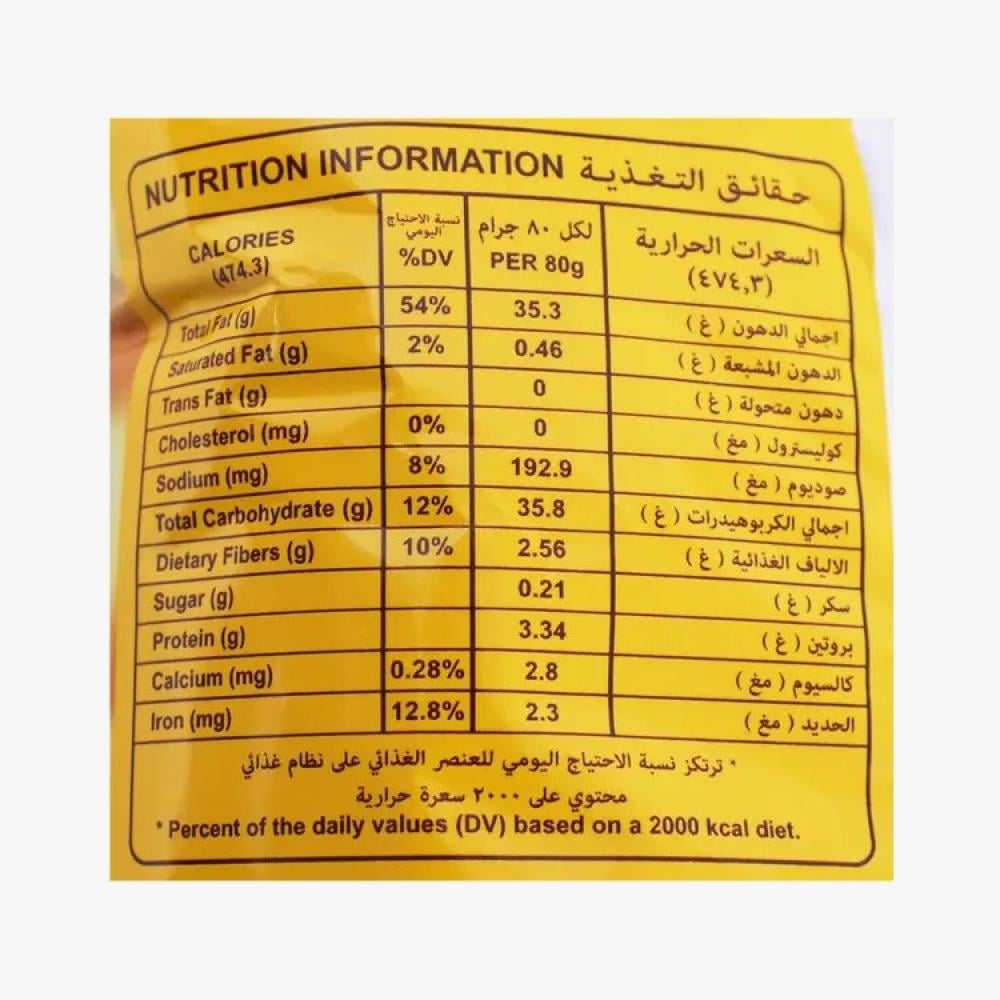 NUTRITION INFORMATION حقائق التغذية
CALORIES (474.3) نسبة الاحتياج اليومي %DV لكل ٨٠ جرام PER 80g السعرات الحرارية (٤٧٤,٣)
Total Fat (g) 54% 35.3 اجمالي الدهون ( غ )
Saturated Fat (g) 2% 0.46 الدهون المشبعة ( غ )
Trans Fat (g) 0 دهون متحولة ( غ )
Cholesterol (mg) 0% 0 كوليسترول ( مغ )
Sodium (mg) 8% 192.9 صوديوم ( مغ )
Total Carbohydrate (g) 12% 35.8 اجمالي الكربوهيدرات ( غ )
Dietary Fibers (g) 10% 2.56 الالياف الغذائية ( غ )
Sugar (g) 0.21 سكر ( غ )
Protein (g) 3.34 بروتين ( غ )
Calcium (mg) 0.28% 2.8 كالسيوم ( مغ )
Iron (mg) 12.8% 2.3 الحديد ( مغ )
* ترتكز نسبة الاحتياج اليومي للعنصر الغذائي على نظام غذائي
محتوي على ٢٠٠٠ سعرة حرارية
* Percent of the daily values (DV) based on a 2000 kcal diet.